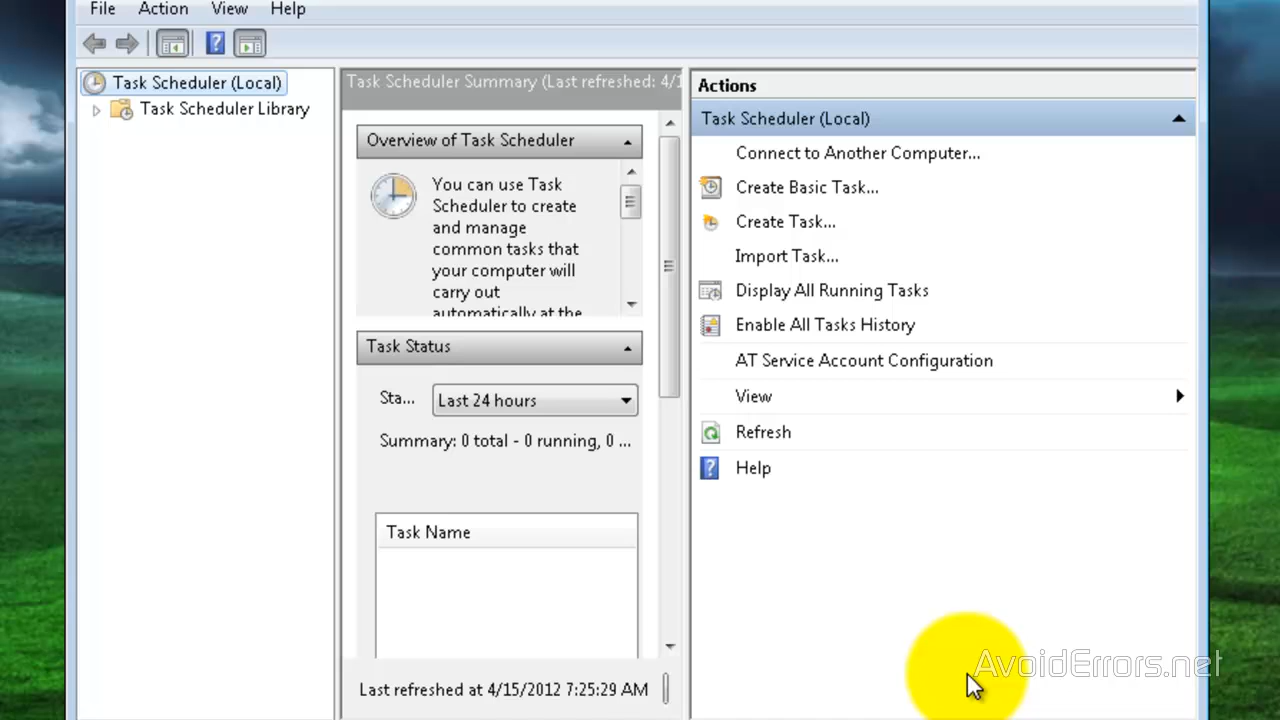 File Action View Help
Task Scheduler (Local)
Task Scheduler Library
Task Scheduler Summary (Last refreshed: 4/1
Overview of Task Scheduler
You can use Task
Scheduler to create
and manage
common tasks that
your computer will
carry out
automatically at the
Task Status
Sta... Last 24 hours
Summary: 0 total - 0 running, 0 ...
Task Name
Last refreshed at 4/15/2012 7:25:29 AM
Actions
Task Scheduler (Local)
Connect to Another Computer...
Create Basic Task...
Create Task...
Import Task...
Display All Running Tasks
Enable All Tasks History
AT Service Account Configuration
View
Refresh
Help
AvoidErrors.net